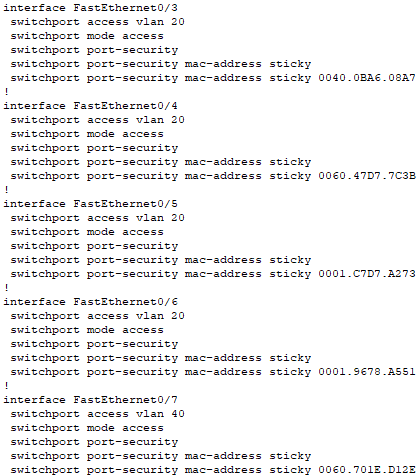 interface FastEthernet0/3
switchport access vlan 20
switchport mode access
switchport port-security
switchport port-security mac-address sticky
switchport port-security mac-address sticky 0040.0BA6.08A7
!
interface FastEthernet0/4
switchport access vlan 20
switchport mode access
switchport port-security
switchport port-security mac-address sticky
switchport port-security mac-address sticky 0060.47D7.7C3B
!
interface FastEthernet0/5
switchport access vlan 20
switchport mode access
switchport port-security
switchport port-security mac-address sticky
switchport port-security mac-address sticky 0001.C7D7.A273
!
interface FastEthernet0/6
switchport access vlan 20
switchport mode access
switchport port-security
switchport port-security mac-address sticky
switchport port-security mac-address sticky 0001.9678.A551
!
interface FastEthernet0/7
switchport access vlan 40
switchport mode access
switchport port-security
switchport port-security mac-address sticky
switchport port-security mac-address sticky 0060.701E.D12E